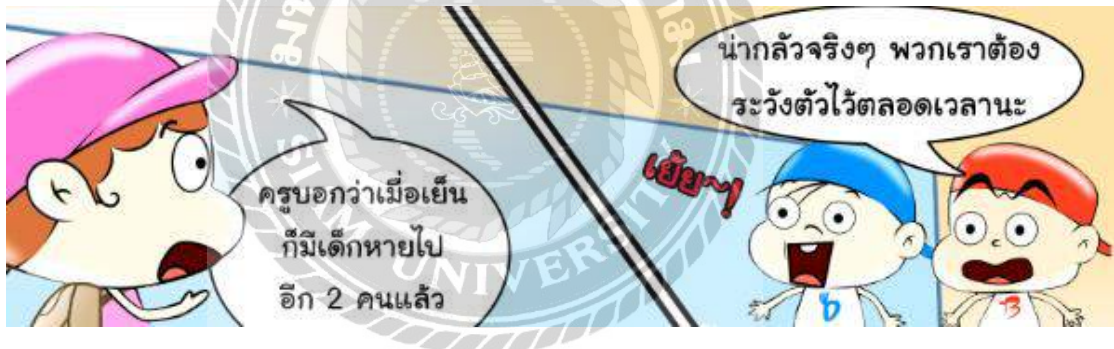 ครูบอกว่าเมื่อเย็น
ก็มีเด็กหายไป
อีก 2 คนแล้ว
น่ากลัวจริงๆ พวกเราต้อง
ระวังตัวไว้ตลอดเวลานะ
เย้ย~!
b
B
UNIVERSITY